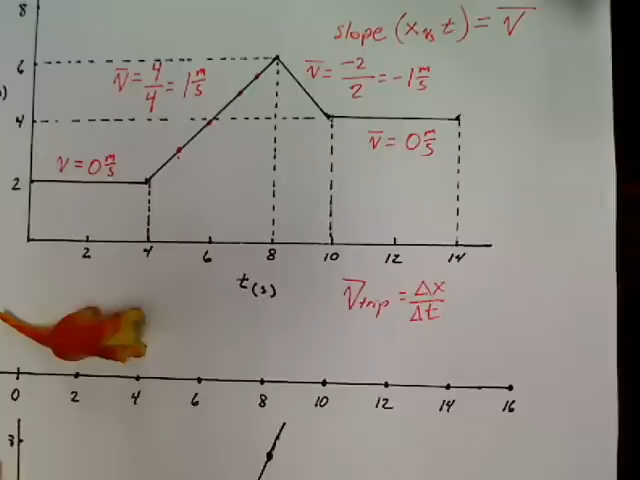 8
slope (x vs t) = V̅
6
V̅ = 4/4 = 1 m/s
V̅ = -2/2 = -1 m/s
)
4
V = 0 m/s
V̅ = 0 m/s
2
2 4 6 8 10 12 14
t(s)
V̅trip = Δx/Δt
0 2 4 6 8 10 12 14 16
3